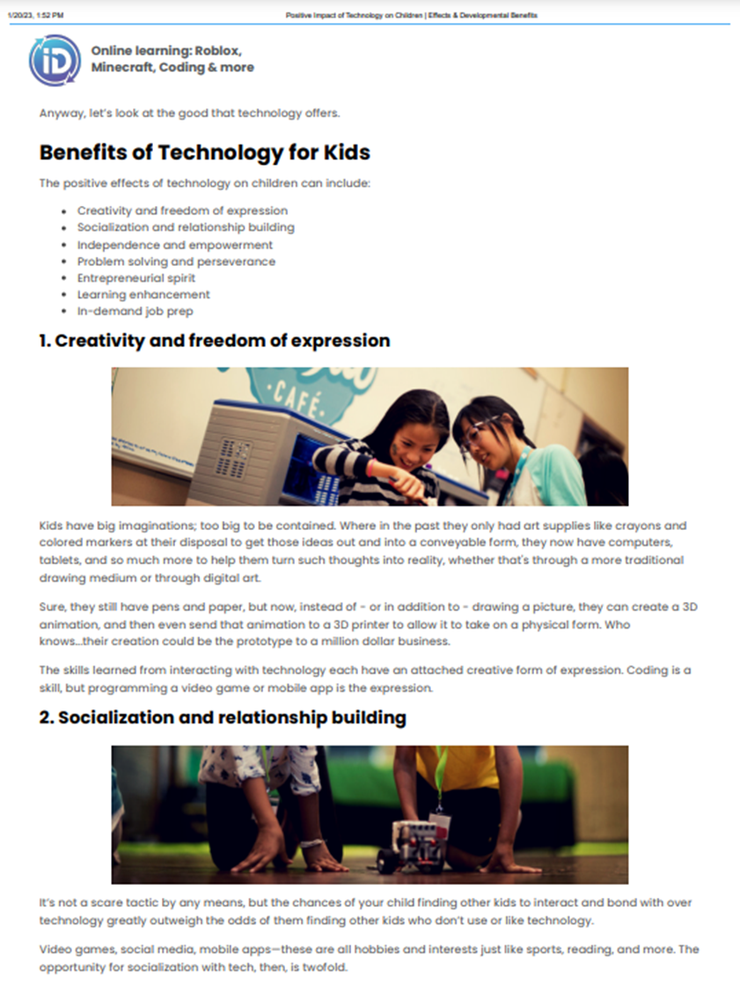 1/20/23, 1:52 PM
Positive Impact of Technology on Children | Effects & Developmental Benefits
iD
Online learning: Roblox,
Minecraft, Coding & more
Anyway, let's look at the good that technology offers.
Benefits of Technology for Kids
The positive effects of technology on children can include:
• Creativity and freedom of expression
• Socialization and relationship building
• Independence and empowerment
• Problem solving and perseverance
• Entrepreneurial spirit
• Learning enhancement
• In-demand job prep
1. Creativity and freedom of expression
·CAFÉ·
Kids have big imaginations; too big to be contained. Where in the past they only had art supplies like crayons and
colored markers at their disposal to get those ideas out and into a conveyable form, they now have computers,
tablets, and so much more to help them turn such thoughts into reality, whether that's through a more traditional
drawing medium or through digital art.
Sure, they still have pens and paper, but now, instead of - or in addition to - drawing a picture, they can create a 3D
animation, and then even send that animation to a 3D printer to allow it to take on a physical form. Who
knows...their creation could be the prototype to a million dollar business.
The skills learned from interacting with technology each have an attached creative form of expression. Coding is a
skill, but programming a video game or mobile app is the expression.
2. Socialization and relationship building
It's not a scare tactic by any means, but the chances of your child finding other kids to interact and bond with over
technology greatly outweigh the odds of them finding other kids who don't use or like technology.
Video games, social media, mobile apps—these are all hobbies and interests just like sports, reading, and more. The
opportunity for socialization with tech, then, is twofold.